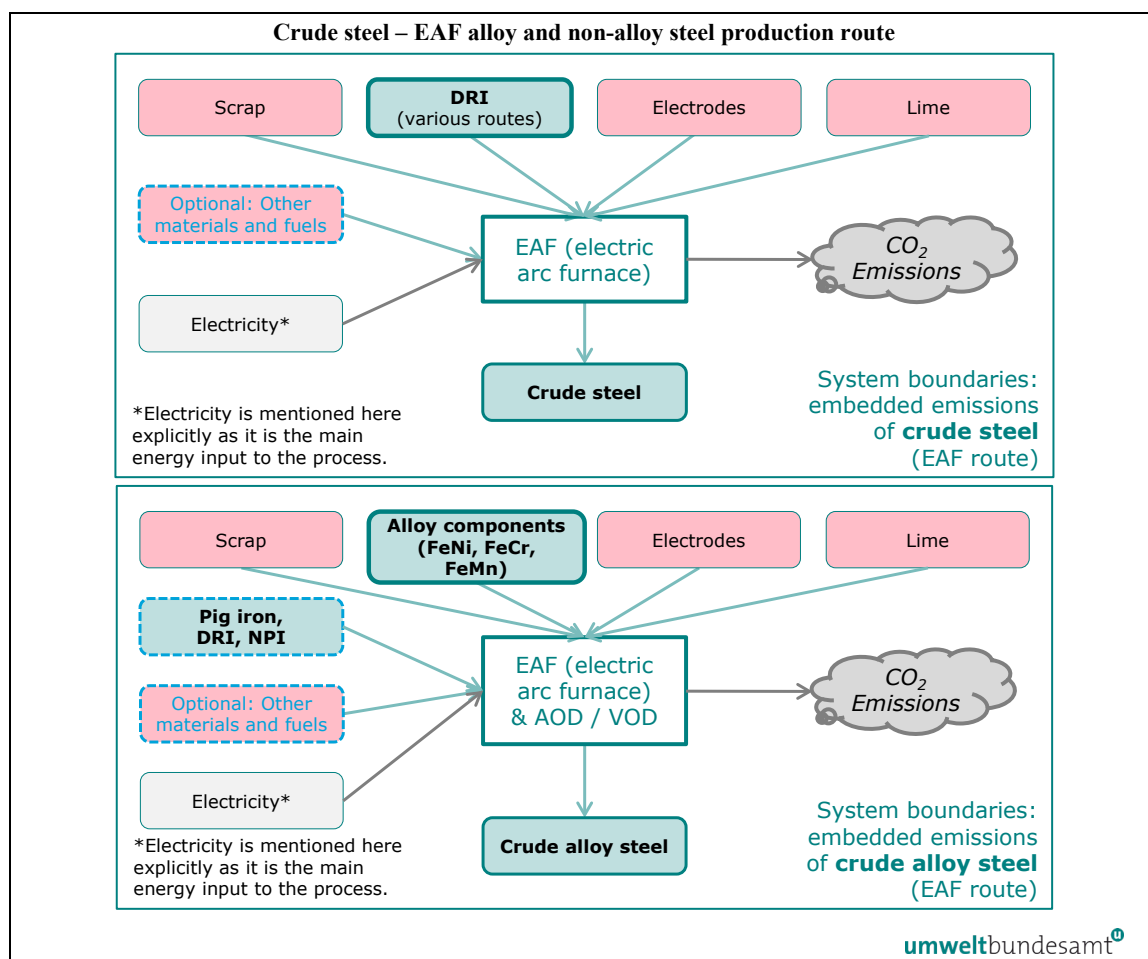 Crude steel – EAF alloy and non-alloy steel production route
Scrap
DRI
(various routes)
Electrodes
Lime
Optional: Other
materials and fuels
EAF (electric
arc furnace)
CO2
Emissions
Electricity*
Crude steel
*Electricity is mentioned here
explicitly as it is the main
energy input to the process.
System boundaries:
embedded emissions
of crude steel
(EAF route)
Scrap
Alloy components
(FeNi, FeCr,
FeMn)
Electrodes
Lime
Pig iron,
DRI, NPI
Optional: Other
materials and fuels
EAF (electric
arc furnace)
& AOD / VOD
CO2
Emissions
Electricity*
Crude alloy steel
*Electricity is mentioned here
explicitly as it is the main
energy input to the process.
System boundaries:
embedded emissions
of crude alloy steel
(EAF route)
umweltbundesamt u